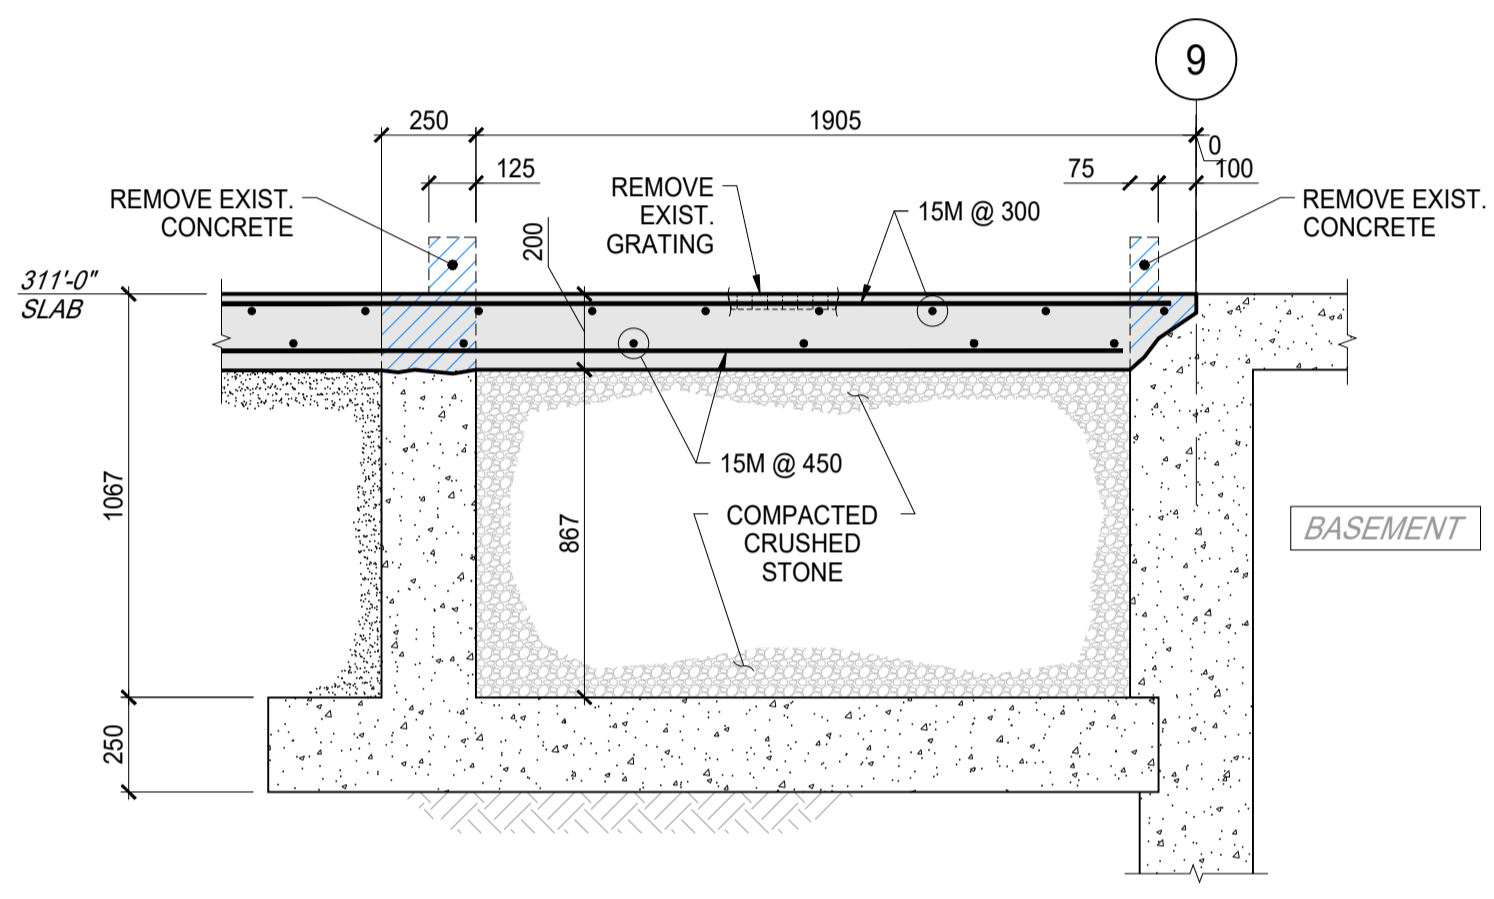 9
250
1905
0
125
75
100
REMOVE EXIST.
CONCRETE
REMOVE
EXIST.
GRATING
200
15M @ 300
REMOVE EXIST.
CONCRETE
311'-0"
SLAB
15M @ 450
1067
867
COMPACTED
CRUSHED
STONE
BASEMENT
250